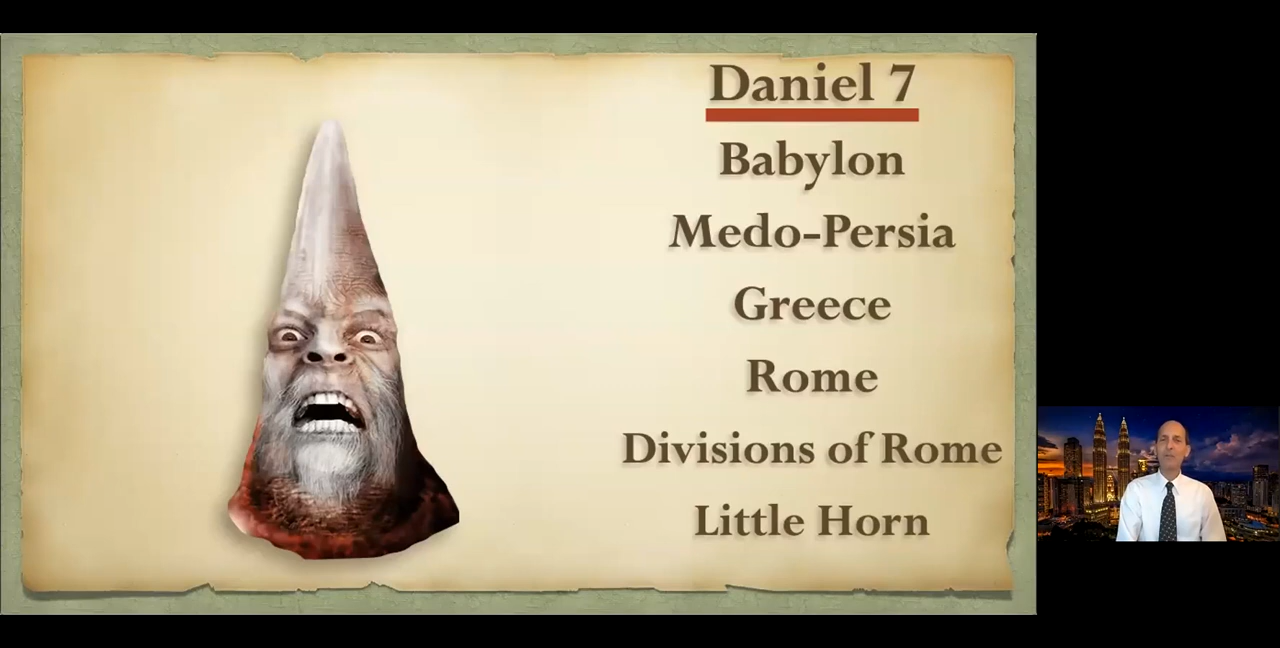 Daniel 7
Babylon
Medo-Persia
Greece
Rome
Divisions of Rome
Little Horn